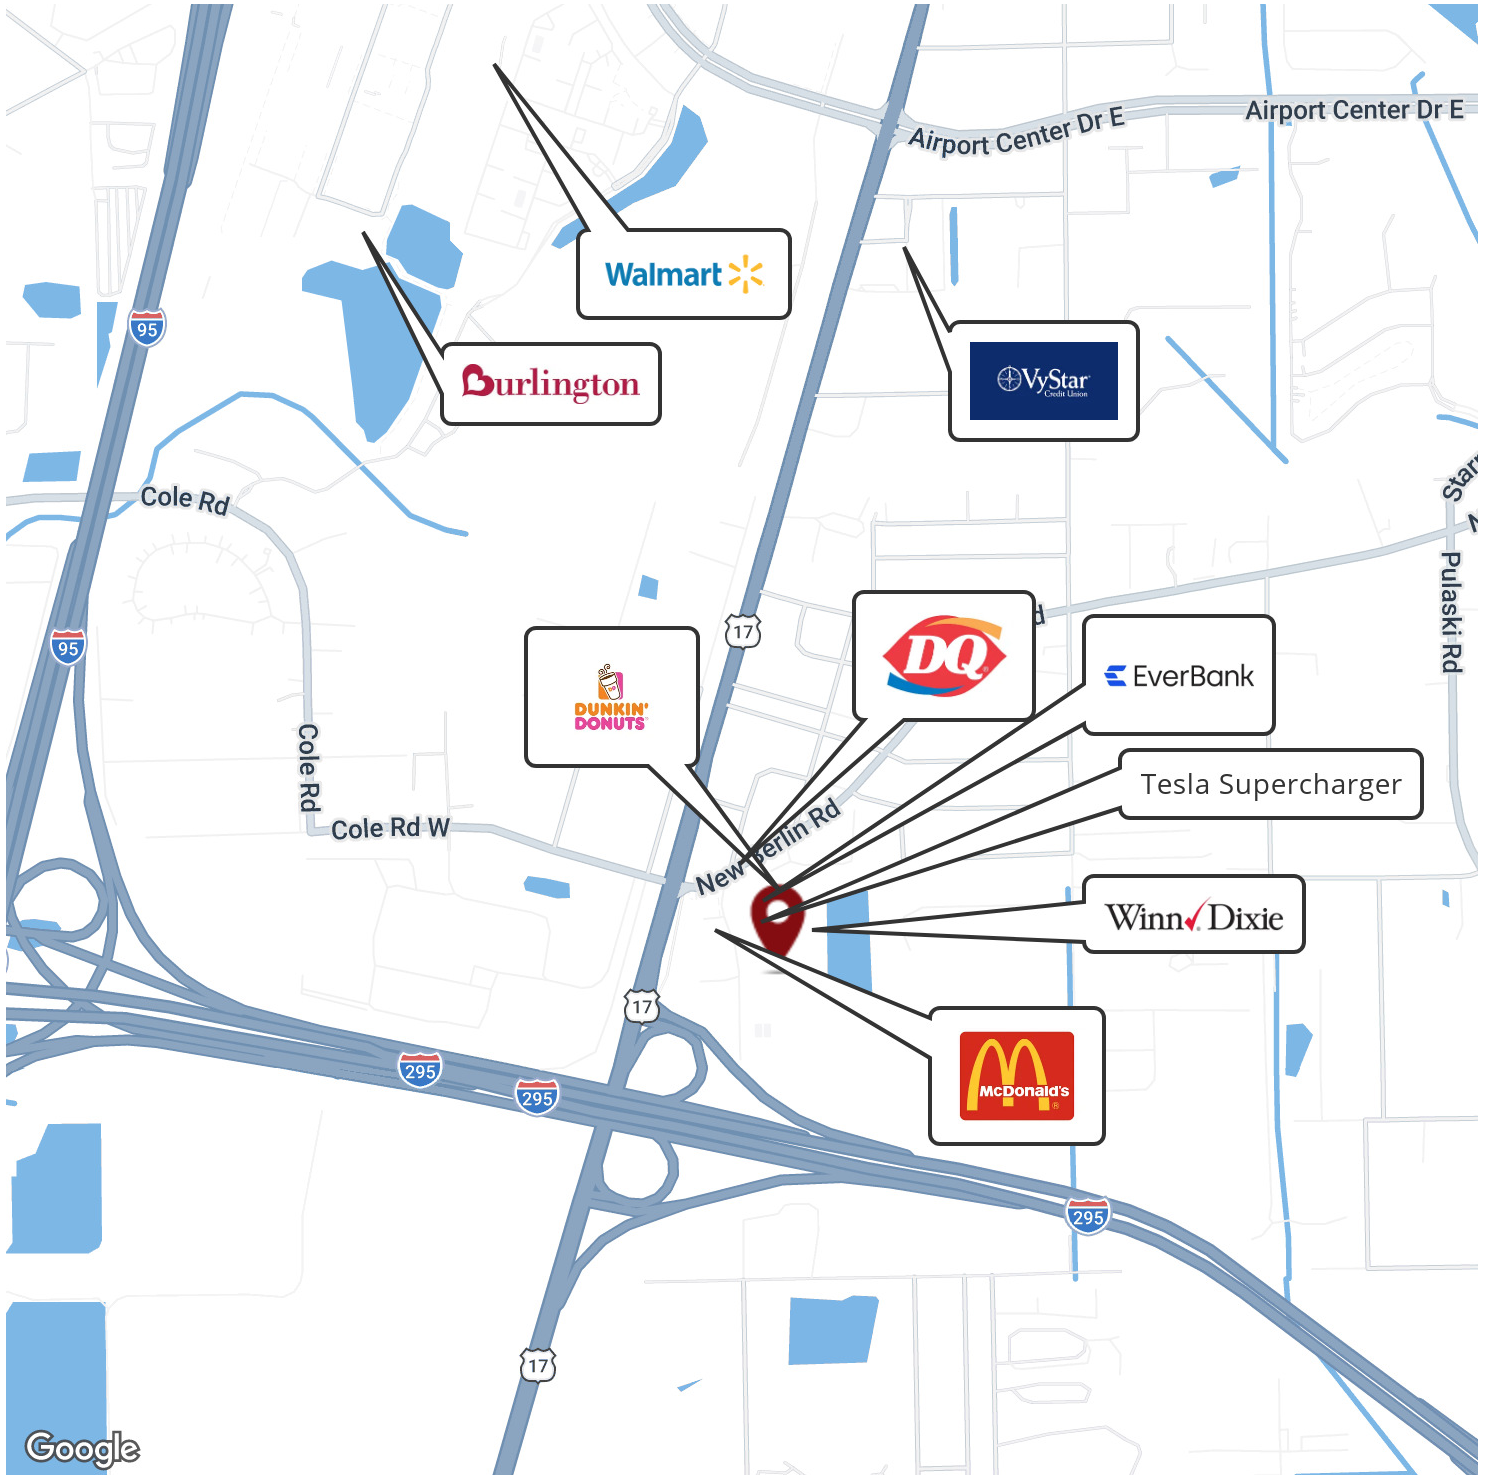 Airport Center Dr E
Airport Center Dr E
Walmart
95
VyStar
Credit Union
Burlington
Cole Rd
Starr
Pulaski Rd
17
95
DQ
®
EverBank
DUNKIN'
DONUTS
Cole Rd
Tesla Supercharger
Cole Rd W
New Berlin Rd
Winn Dixie
17
295
295
McDonald's
®
295
17
Google